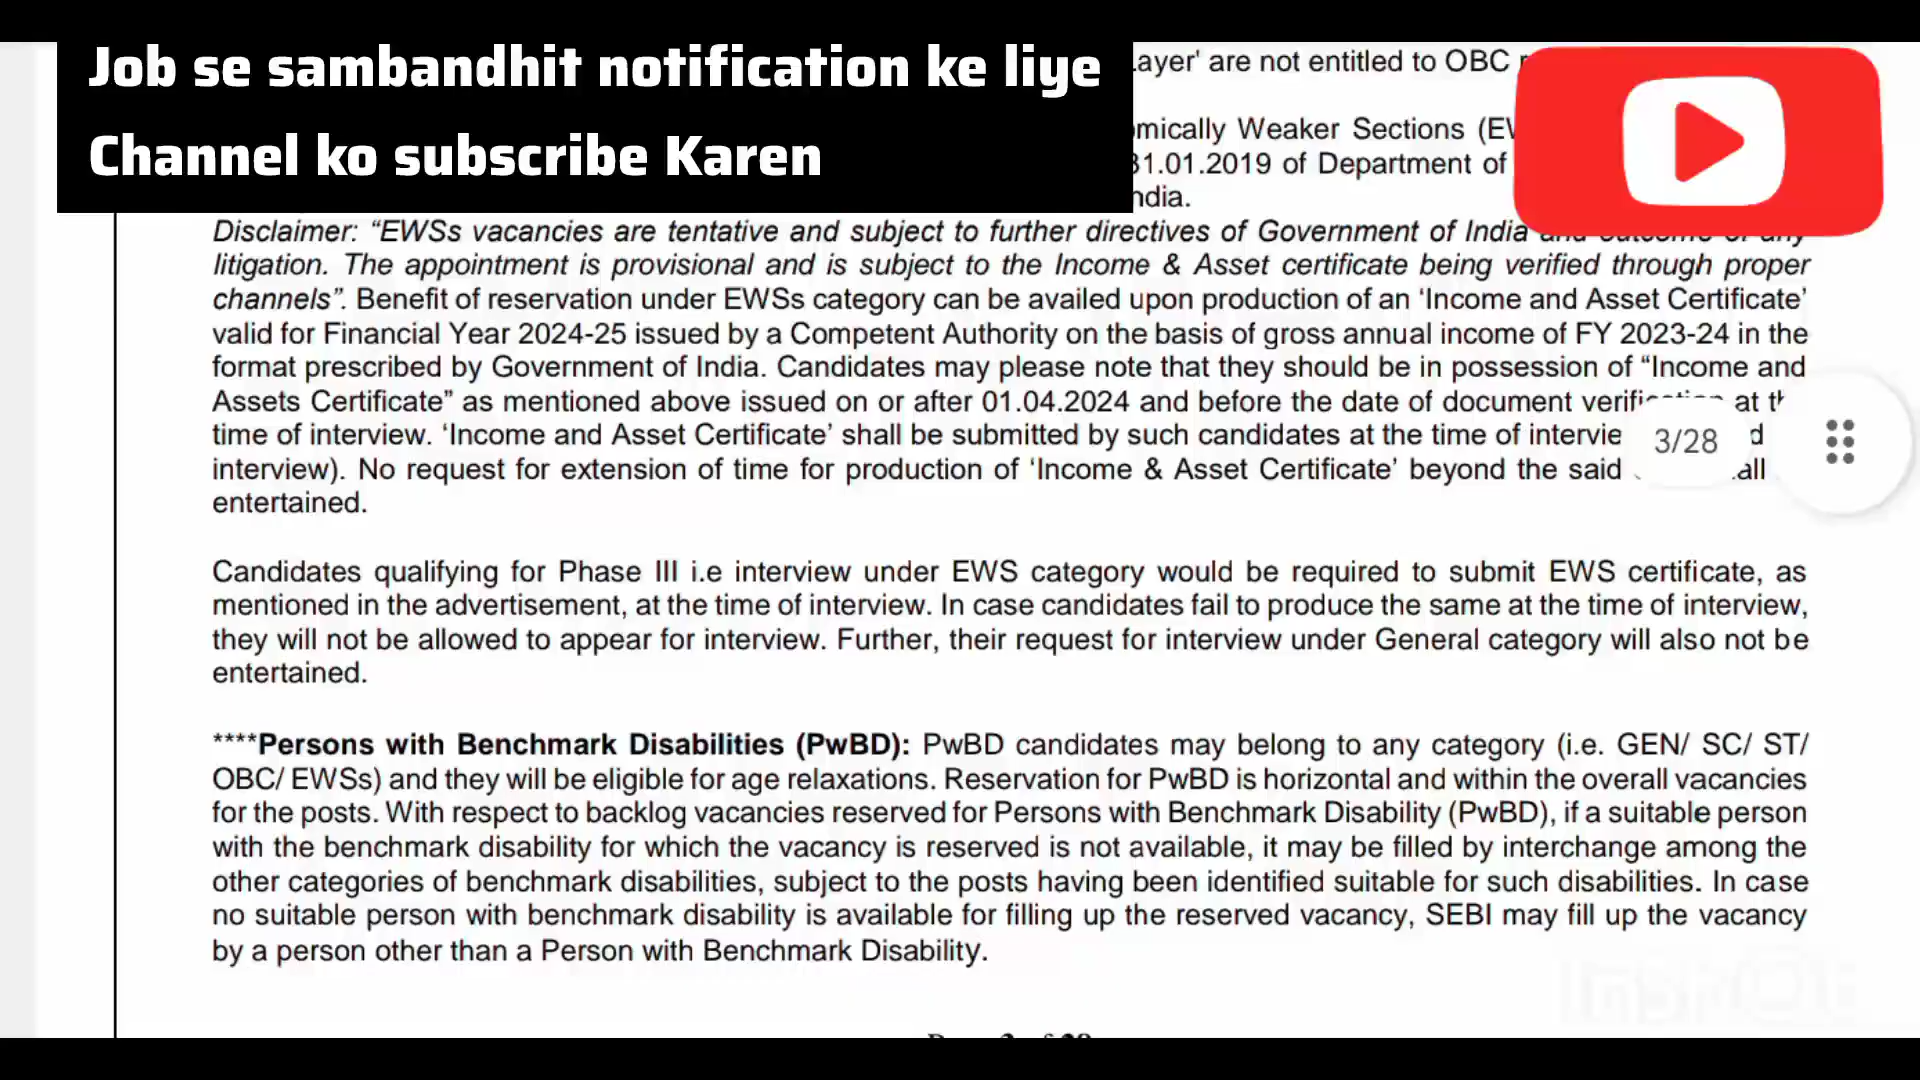 Job se sambandhit notification ke liye
Channel ko subscribe Karen
Layer' are not entitled to OBC
Weaker Sections
31.01.2019 of Department of
India.
Disclaimer: “EWSs vacancies are tentative and subject to further directives of Government of India and outcome of any
litigation. The appointment is provisional and is subject to the Income & Asset certificate being verified through proper
channels”. Benefit of reservation under EWSs category can be availed upon production of an ‘Income and Asset Certificate’
valid for Financial Year 2024-25 issued by a Competent Authority on the basis of gross annual income of FY 2023-24 in the
format prescribed by Government of India. Candidates may please note that they should be in possession of “Income and
Assets Certificate” as mentioned above issued on or after 01.04.2024 and before the date of document verification at the
time of interview. ‘Income and Asset Certificate’ shall be submitted by such candidates at the time of
interview). No request for extension of time for production of ‘Income & Asset Certificate’ beyond the said
entertained.
3/28
Candidates qualifying for Phase III i.e interview under EWS category would be required to submit EWS certificate, as
mentioned in the advertisement, at the time of interview. In case candidates fail to produce the same at the time of interview,
they will not be allowed to appear for interview. Further, their request for interview under General category will also not be
entertained.
****Persons with Benchmark Disabilities (PwBD): PwBD candidates may belong to any category (i.e. GEN/ SC/ ST/
OBC/ EWSs) and they will be eligible for age relaxations. Reservation for PwBD is horizontal and within the overall vacancies
for the posts. With respect to backlog vacancies reserved for Persons with Benchmark Disability (PwBD), if a suitable person
with the benchmark disability for which the vacancy is reserved is not available, it may be filled by interchange among the
other categories of benchmark disabilities, subject to the posts having been identified suitable for such disabilities. In case
no suitable person with benchmark disability is available for filling up the reserved vacancy, SEBI may fill up the vacancy
by a person other than a Person with Benchmark Disability.